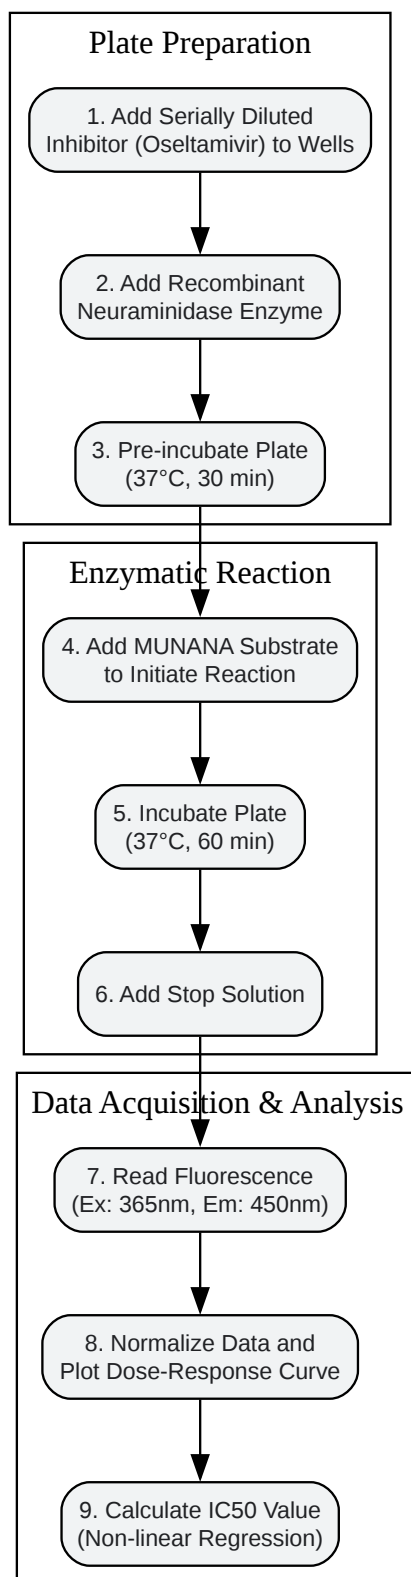 Plate Preparation
1. Add Serially Diluted
Inhibitor (Oseltamivir) to Wells
2. Add Recombinant
Neuraminidase Enzyme
3. Pre-incubate Plate
(37°C, 30 min)
Enzymatic Reaction
4. Add MUNANA Substrate
to Initiate Reaction
5. Incubate Plate
(37°C, 60 min)
6. Add Stop Solution
Data Acquisition & Analysis
7. Read Fluorescence
(Ex: 365nm, Em: 450nm)
8. Normalize Data and
Plot Dose-Response Curve
9. Calculate IC50 Value
(Non-linear Regression)